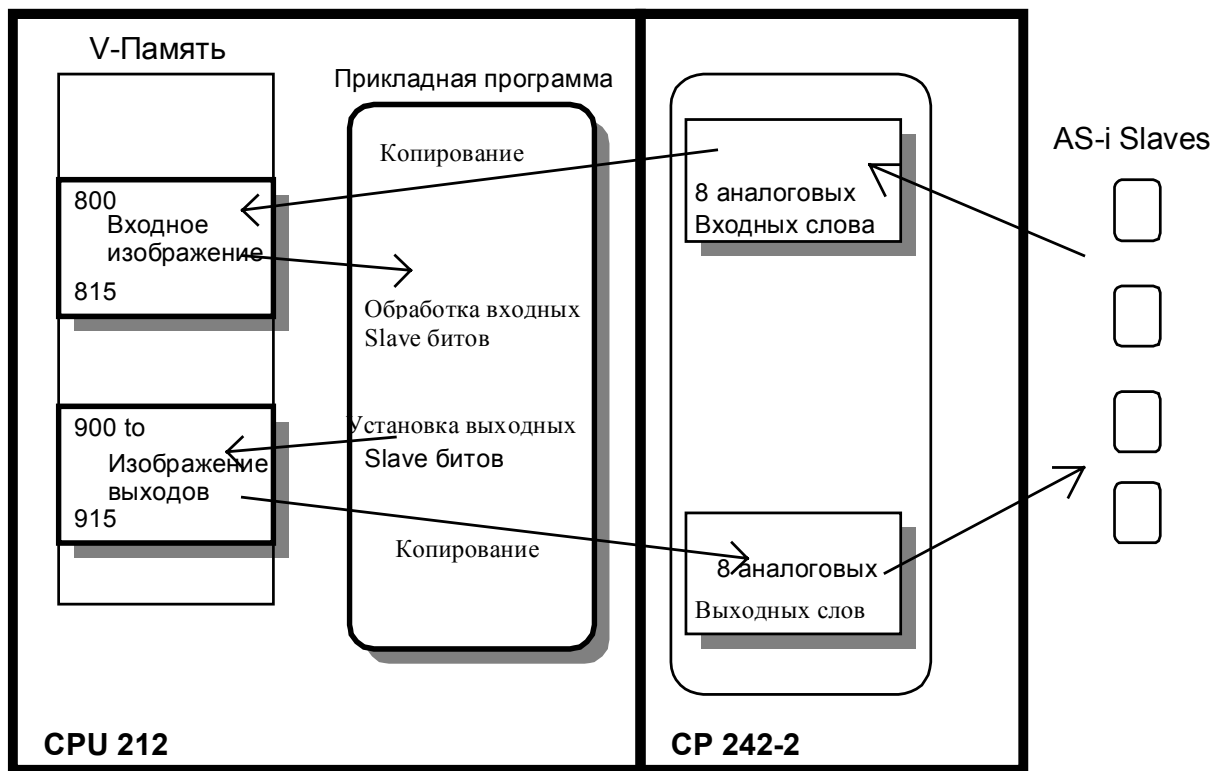 V-Память
800
Входное
изображение
815
900 to
Изображение
выходов
915
Прикладная программа
Копирование
Обработка входных
Slave битов
Установка выходных
Slave битов
Копирование
CPU 212
8 аналоговых
Входных слова
8 аналоговых
Выходных слов
CP 242-2
AS-i Slaves